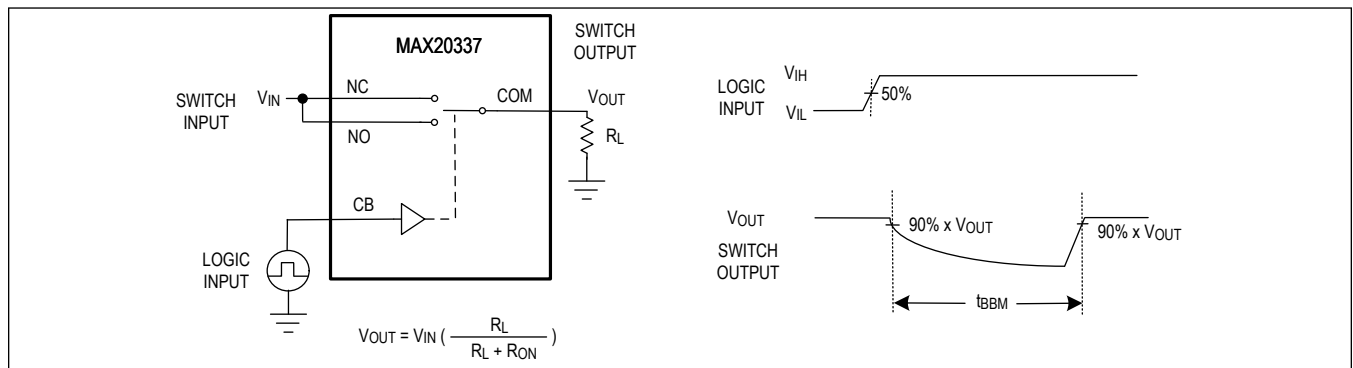 MAX20337
SWITCH
OUTPUT
SWITCH
INPUT
VIN
NC
NO
COM
VOUT
RL
CB
LOGIC
INPUT
VOUT = VIN ( RL / RL + RON )
LOGIC
INPUT
VIH
VIL
50%
VOUT
SWITCH
OUTPUT
90% x VOUT
90% x VOUT
tBBM